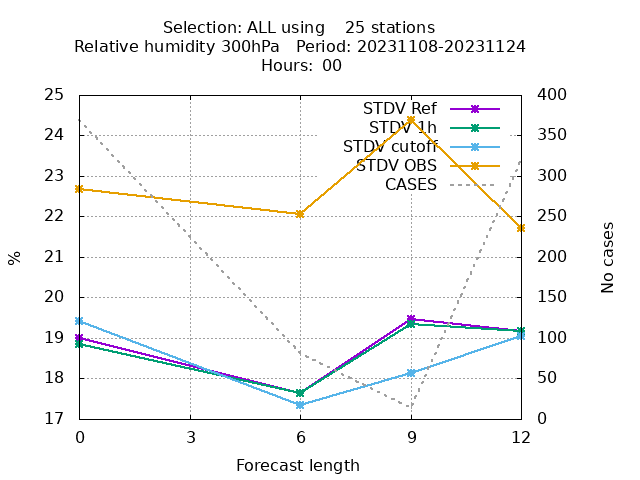 Selection: ALL using    25 stations
Relative humidity 300hPa   Period: 20231108-20231124
Hours: 00
25
24
23
22
21
20
19
18
17
%
STDV Ref
STDV 1h
STDV cutoff
STDV OBS
CASES
400
350
300
250
200
150
100
50
0
No cases
0 3 6 9 12
Forecast length